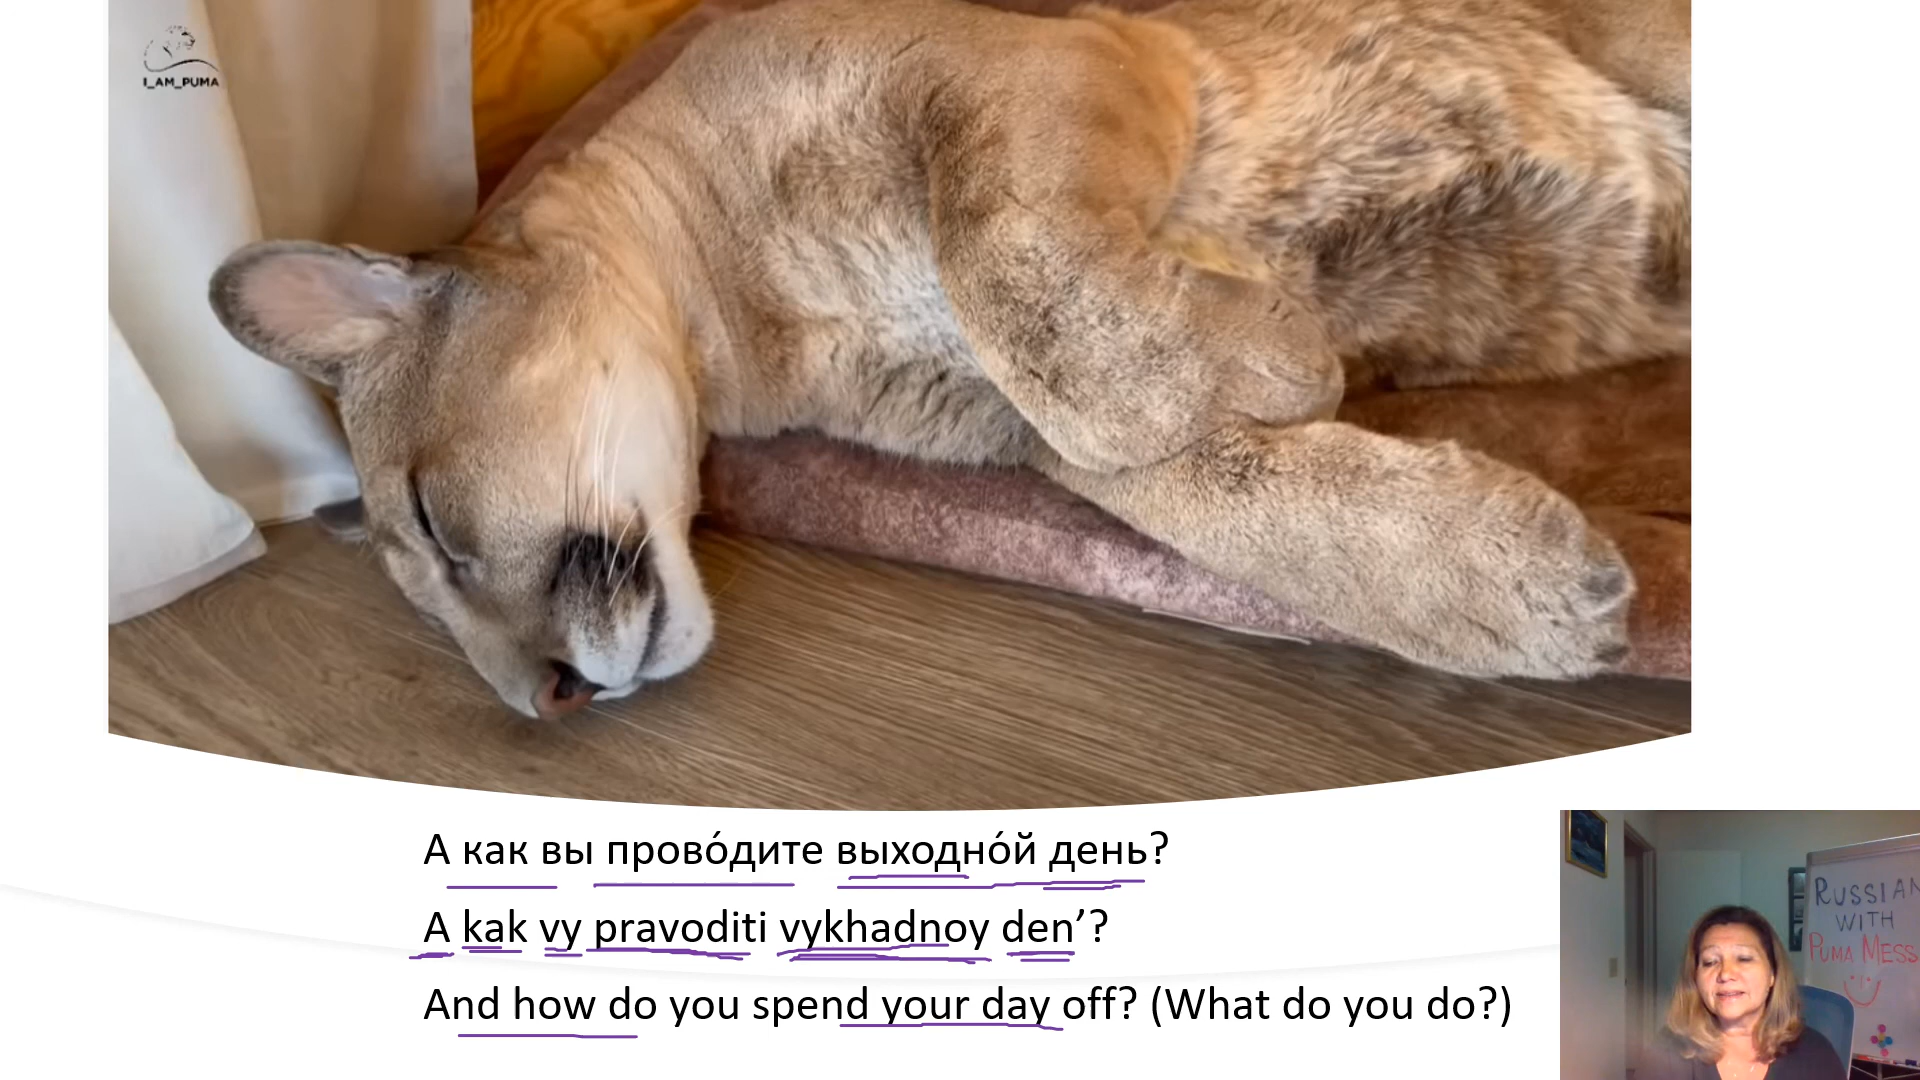 I_AM_PUMA
А как вы прово́дите выходно́й день?
A kak vy pravoditi vykhadnoy den’?
And how do you spend your day off? (What do you do?)
RUSSIAN
WITH
PUMA MESS